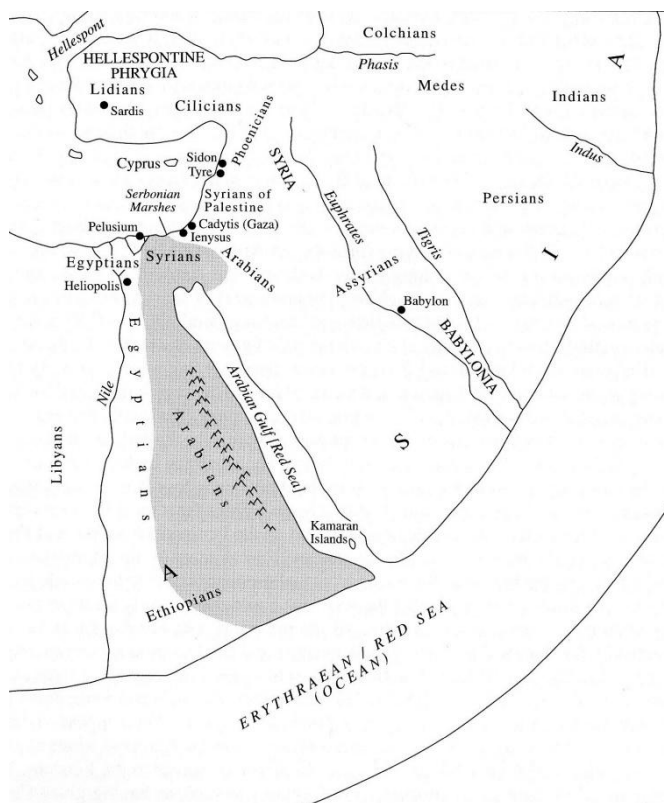 Hellespont
HELLESPONTINE
PHRYGIA
Lidians
Sardis
Cilicians
Colchians
Phasis
Medes
Indians
Indus
Persians
Cyprus
Sidon
Tyre
Phoenicians
SYRIA
Serbonian
Marshes
Syrians of
Palestine
Pelusium
Cadytis (Gaza)
Ienysus
Egyptians
Syrians
Arabians
Heliopolis
Euphrates
Tigris
Assyrians
Babylon
BABYLONIA
Nile
Libyans
Egyptians
Arabians
Arabian Gulf [Red Sea]
Kamaran
Islands
Ethiopians
ASIA
ERYTHRAEAN / RED SEA
(OCEAN)